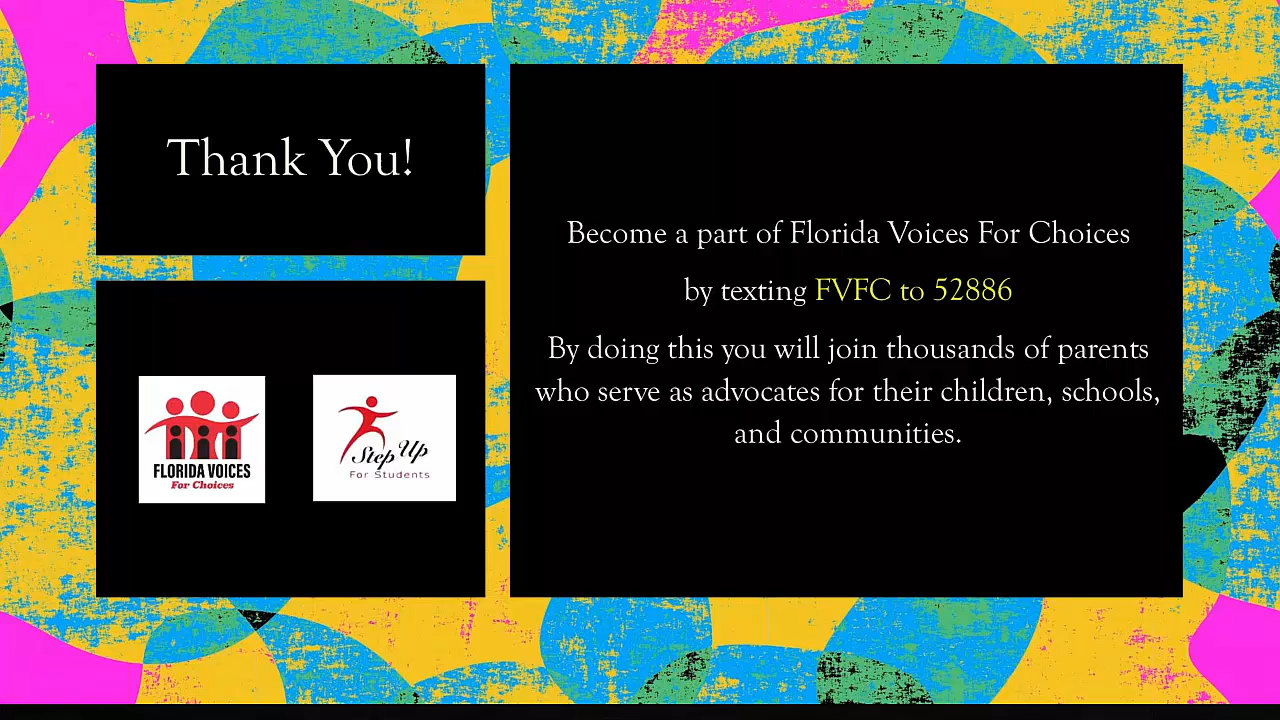 Thank You!
FLORIDA VOICES
For Choices
Step Up
For Students
Become a part of Florida Voices For Choices
by texting FVFC to 52886
By doing this you will join thousands of parents
who serve as advocates for their children, schools,
and communities.